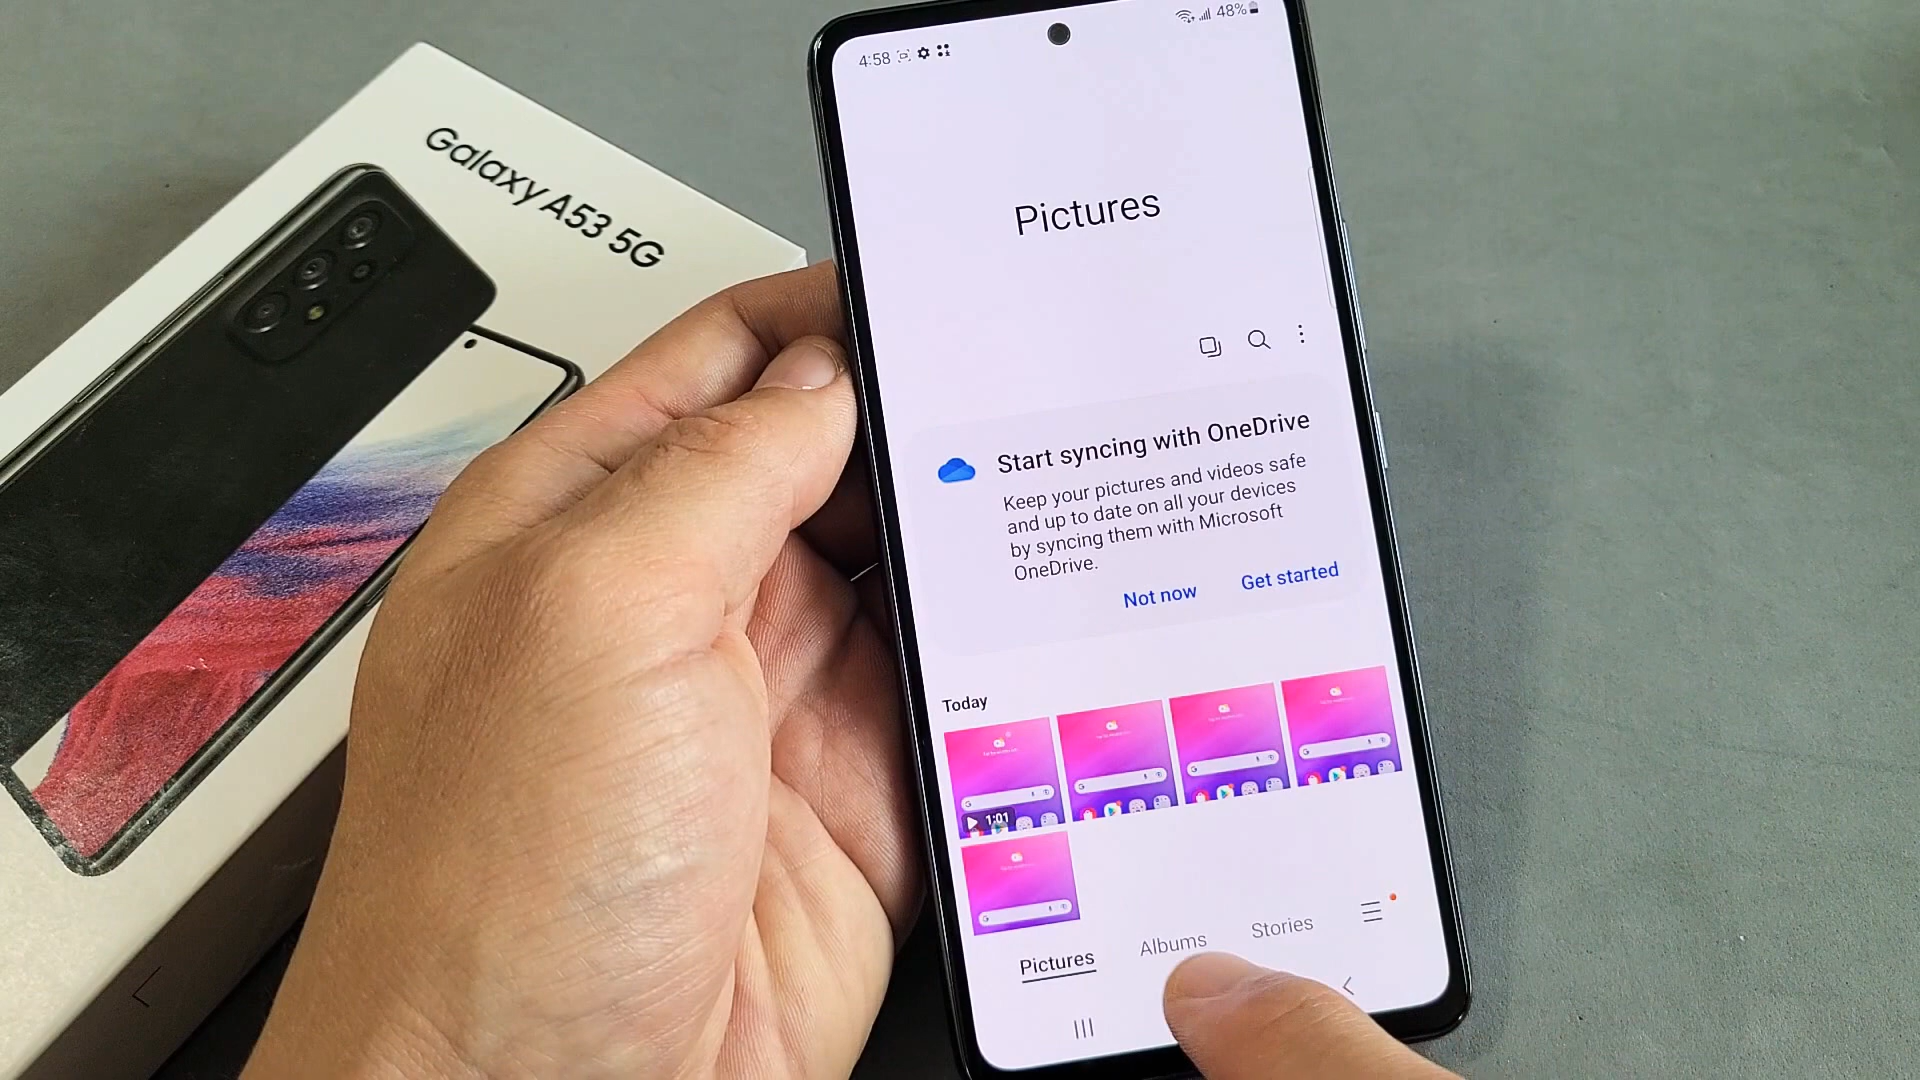 Galaxy A53 5G
4:58
48%
Pictures
Start syncing with OneDrive
Keep your pictures and videos safe
and up to date on all your devices
by syncing them with Microsoft
OneDrive.
Not now
Get started
Today
1:01
Pictures
Albums
Stories